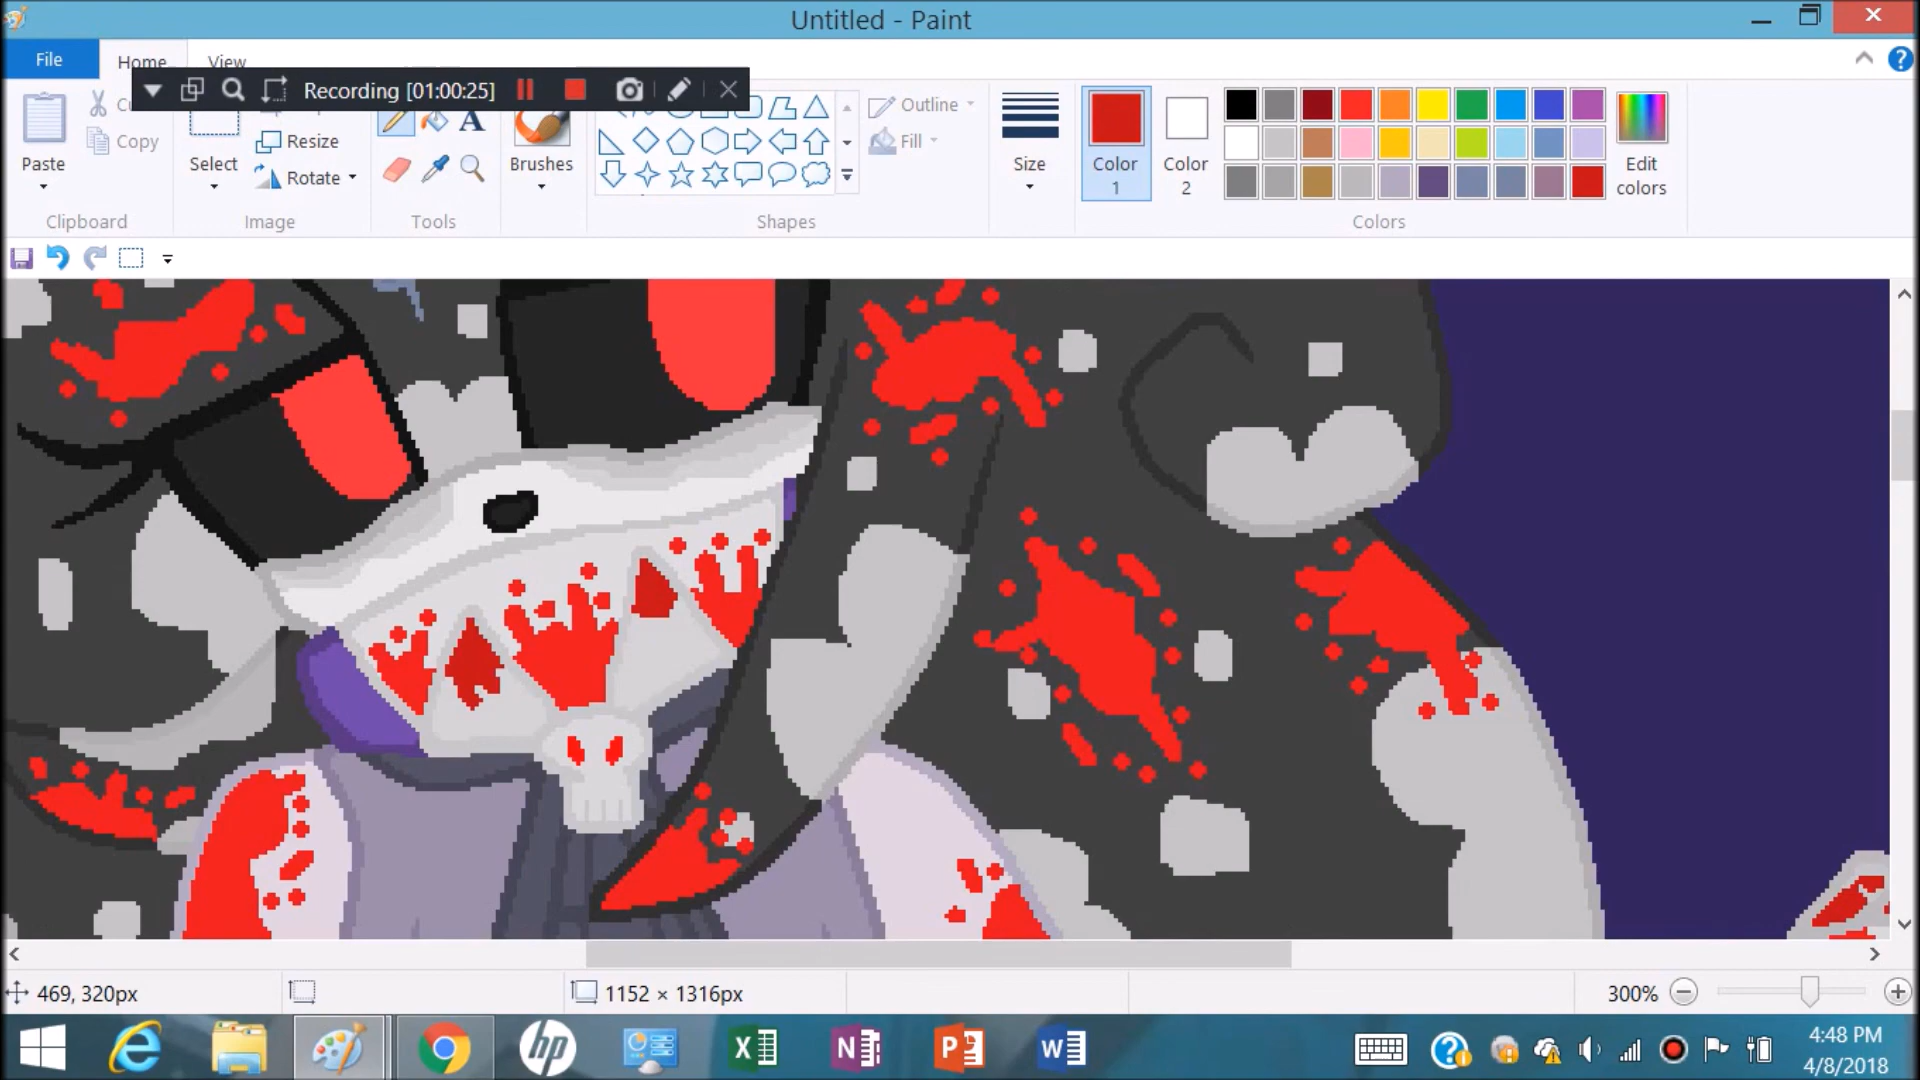 Untitled - Paint
File
Home
View
Recording [01:00:25]
Paste
Copy
Select
Resize
Rotate
A
Brushes
Outline
Fill
Size
Color
1
Color
2
Edit
colors
Clipboard
Image
Tools
Shapes
Colors
469, 320px
1152 × 1316px
300%
4:48 PM
4/8/2018